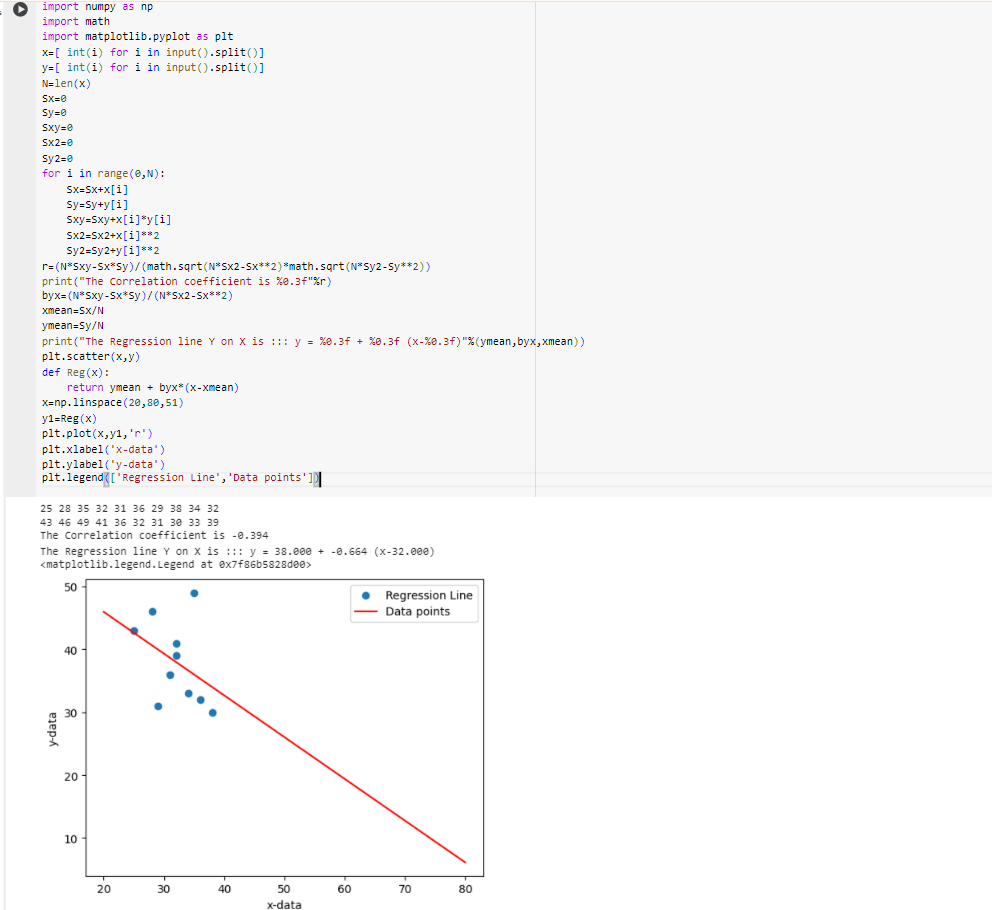 import numpy as np
import math
import matplotlib.pyplot as plt
x=[ int(i) for i in input().split()]
y=[ int(i) for i in input().split()]
N=len(x)
Sx=0
Sy=0
Sxy=0
Sx2=0
Sy2=0
for i in range(0,N):
    Sx=Sx+x[i]
    Sy=Sy+y[i]
    Sxy=Sxy+x[i]*y[i]
    Sx2=Sx2+x[i]**2
    Sy2=Sy2+y[i]**2
r=(N*Sxy-Sx*Sy)/(math.sqrt(N*Sx2-Sx**2)*math.sqrt(N*Sy2-Sy**2))
print("The Correlation coefficient is %0.3f"%r)
byx=(N*Sxy-Sx*Sy)/(N*Sx2-Sx**2)
xmean=Sx/N
ymean=Sy/N
print("The Regression line Y on X is ::: y = %0.3f + %0.3f (x-%0.3f)"%(ymean,byx,xmean))
plt.scatter(x,y)
def Reg(x):
    return ymean + byx*(x-xmean)
x=np.linspace(20,80,51)
y1=Reg(x)
plt.plot(x,y1,'r')
plt.xlabel('x-data')
plt.ylabel('y-data')
plt.legend(['Regression Line','Data points'])
25 28 35 32 31 36 29 38 34 32
43 46 49 41 36 32 31 30 33 39
The Correlation coefficient is -0.394
The Regression line Y on X is ::: y = 38.000 + -0.664 (x-32.000)
<matplotlib.legend.Legend at 0x7f86b5828d00>
Regression Line
Data points
50
40
30
20
10
y-data
20 30 40 50 60 70 80
x-data